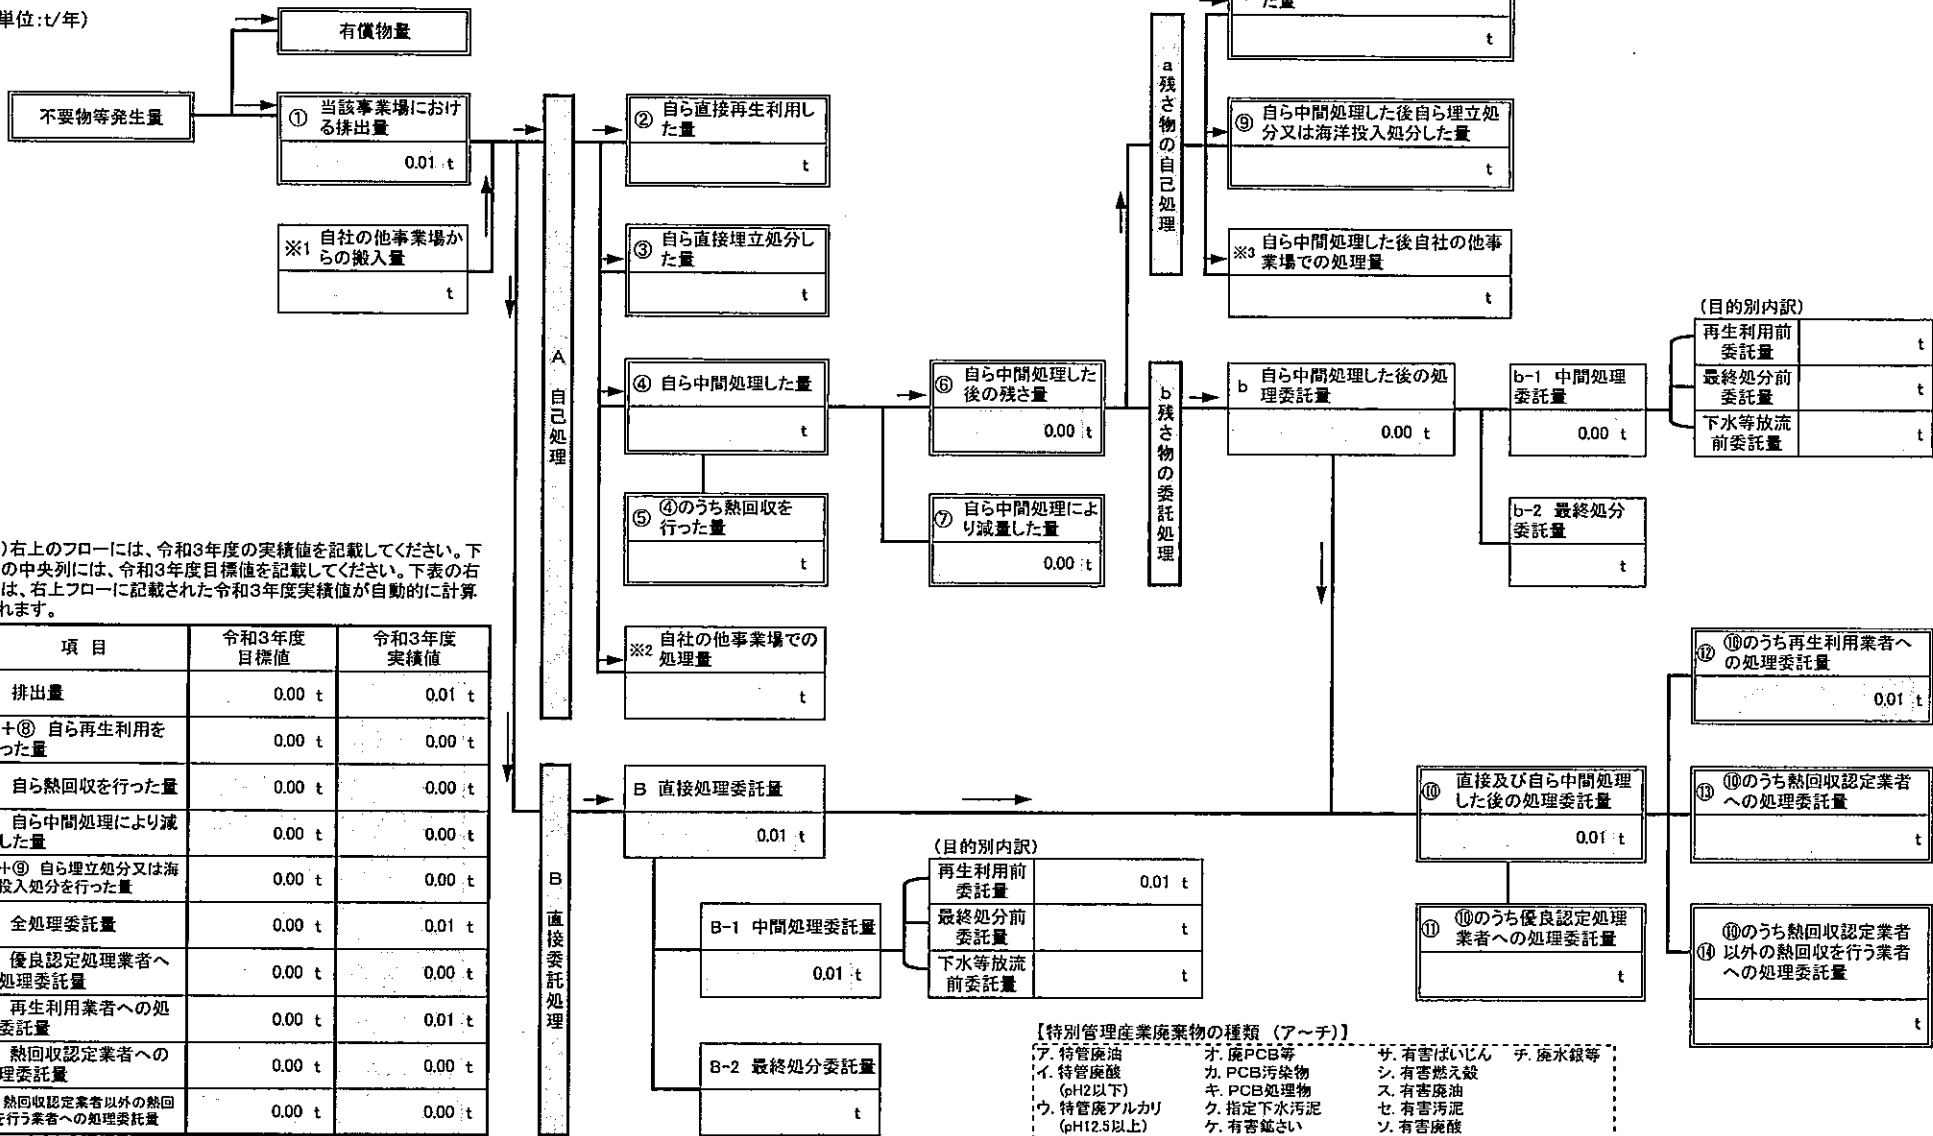 単位:t/年)
有償物量
不要物等発生量
① 当該事業場におけ
る排出量
0.01 t
※1 自社の他事業場か
らの搬入量
t
A 自己処理
② 自ら直接再生利用し
た量
t
③ 自ら直接埋立処分し
た量
t
④ 自ら中間処理した量
t
⑤ ④のうち熱回収を
行った量
t
※2 自社の他事業場での
処理量
t
⑥ 自ら中間処理した
後の残さ量
0.00 t
⑦ 自ら中間処理によ
り減量した量
0.00 t
a 残さ物の自己処理
た量
t
⑨ 自ら中間処理した後自ら埋立処
分又は海洋投入処分した量
t
※3 自ら中間処理した後自社の他事
業場での処理量
t
b 残さ物の委託処理
b 自ら中間処理した後の処
理委託量
0.00 t
b-1 中間処理
委託量
0.00 t
(目的別内訳)
再生利用前
委託量
t
最終処分前
委託量
t
下水等放流
前委託量
t
b-2 最終処分
委託量
t
)右上のフローには、令和3年度の実績値を記載してください。下
の中央列には、令和3年度目標値を記載してください。下表の右
は、右上フローに記載された令和3年度実績値が自動的に計算
れます。
項 目
令和3年度
目標値
令和3年度
実績値
排出量 0.00 t 0.01 t
+⑧ 自ら再生利用を
った量 0.00 t 0.00 t
自ら熱回収を行った量 0.00 t 0.00 t
自ら中間処理により減
した量 0.00 t 0.00 t
+⑨ 自ら埋立処分又は海
投入処分を行った量 0.00 t 0.00 t
全処理委託量 0.00 t 0.01 t
優良認定処理業者へ
処理委託量 0.00 t 0.00 t
再生利用業者への処
委託量 0.00 t 0.01 t
熱回収認定業者への
理委託量 0.00 t 0.00 t
熱回収認定業者以外の熱回
を行う業者への処理委託量 0.00 t 0.00 t
B 直接委託処理
B 直接処理委託量
0.01 t
B-1 中間処理委託量
0.01 t
(目的別内訳)
再生利用前
委託量
0.01 t
最終処分前
委託量
t
下水等放流
前委託量
t
B-2 最終処分委託量
t
⑩ 直接及び自ら中間処理
した後の処理委託量
0.01 t
⑪ ⑩のうち優良認定処理
業者への処理委託量
t
⑫ ⑩のうち再生利用業者へ
の処理委託量
0.01 t
⑬ ⑩のうち熱回収認定業者
への処理委託量
t
⑭ ⑩のうち熱回収認定業者
以外の熱回収を行う業者
への処理委託量
t
【特別管理産業廃棄物の種類 (ア~チ)】
ア. 特管廃油 オ. 廃PCB等 サ. 有害ばいじん チ. 廃水銀等
イ. 特管廃酸 カ. PCB汚染物 シ. 有害燃え殻
(pH2以下) キ. PCB処理物 ス. 有害廃油
ウ. 特管廃アルカリ ク. 指定下水汚泥 セ. 有害汚泥
(pH12.5以上) ケ. 有害鉱さい ソ. 有害廃酸